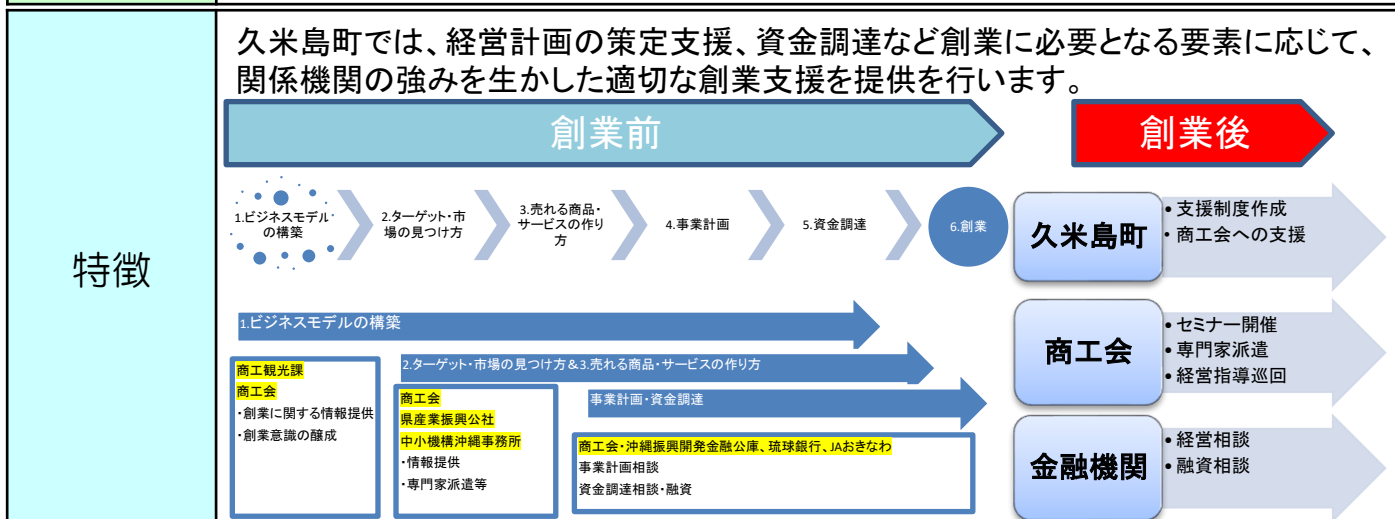 特徴
久米島町では、経営計画の策定支援、資金調達など創業に必要となる要素に応じて、
関係機関の強みを生かした適切な創業支援を提供を行います。
創業前
創業後
1.ビジネスモデル
の構築
2.ターゲット・市
場の見つけ方
3.売れる商品・
サービスの作り
方
4.事業計画
5.資金調達
6.創業
1.ビジネスモデルの構築
2.ターゲット・市場の見つけ方&3.売れる商品・サービスの作り方
事業計画・資金調達
商工観光課
商工会
・創業に関する情報提供
・創業意識の醸成
商工会
県産業振興公社
中小機構沖縄事務所
・情報提供
・専門家派遣等
商工会・沖縄振興開発金融公庫、琉球銀行、JAおきなわ
事業計画相談
資金調達相談・融資
久米島町
• 支援制度作成
• 商工会への支援
商工会
• セミナー開催
• 専門家派遣
• 経営指導巡回
金融機関
• 経営相談
• 融資相談